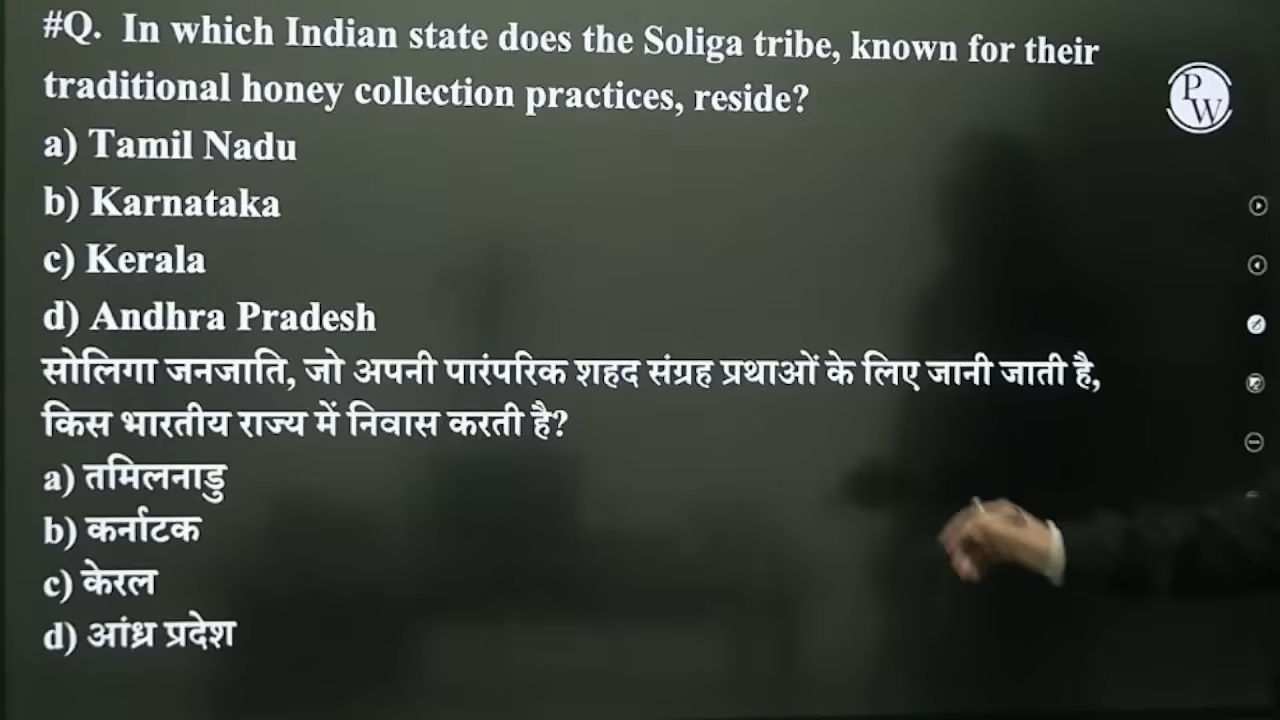 #Q. In which Indian state does the Soliga tribe, known for their
traditional honey collection practices, reside?
a) Tamil Nadu
b) Karnataka
c) Kerala
d) Andhra Pradesh
सोलिगा जनजाति, जो अपनी पारंपरिक शहद संग्रह प्रथाओं के लिए जानी जाती है,
किस भारतीय राज्य में निवास करती है?
a) तमिलनाडु
b) कर्नाटक
c) केरल
d) आंध्र प्रदेश
P
W